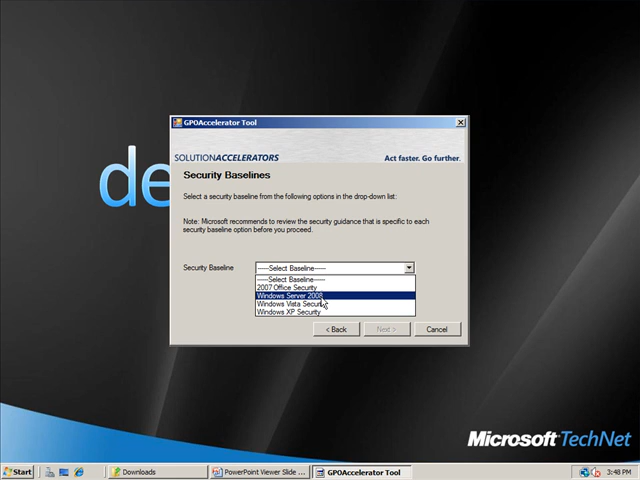 GPOAccelerator Tool
de
SOLUTIONACCELERATORS Act faster. Go further.
Security Baselines
Select a security baseline from the following options in the drop-down list:
Note: Microsoft recommends to review the security guidance that is specific to each
security baseline option before you proceed.
Security Baseline -----Select Baseline-----
-----Select Baseline-----
2007 Office Security
Windows Server 2008
Windows Vista Security
Windows XP Security
< Back Next > Cancel
Microsoft TechNet
Start Downloads PowerPoint Viewer Slide ... GPOAccelerator Tool 3:48 PM